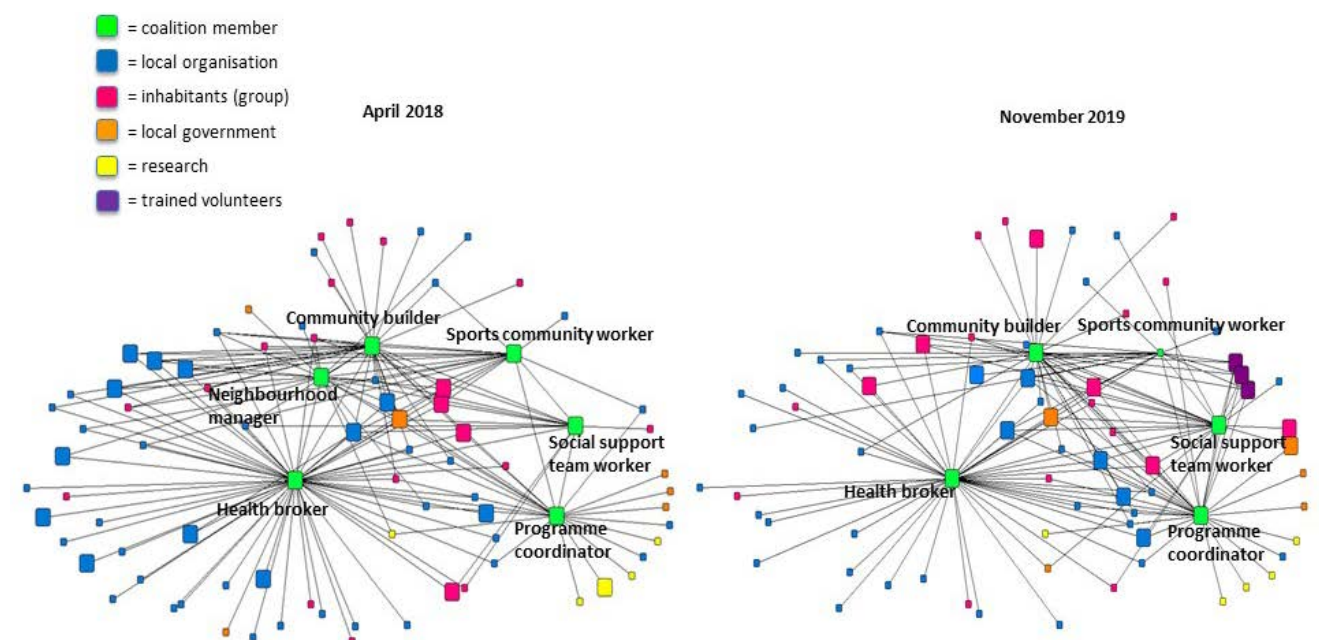 = coalition member
= local organisation
= inhabitants (group)
= local government
= research
= trained volunteers
April 2018
Community builder
Sports community worker
Neighbourhood
manager
Social support
team worker
Health broker
Programme
coordinator
November 2019
Community builder
Sports community worker
Social support
team worker
Health broker
Programme
coordinator